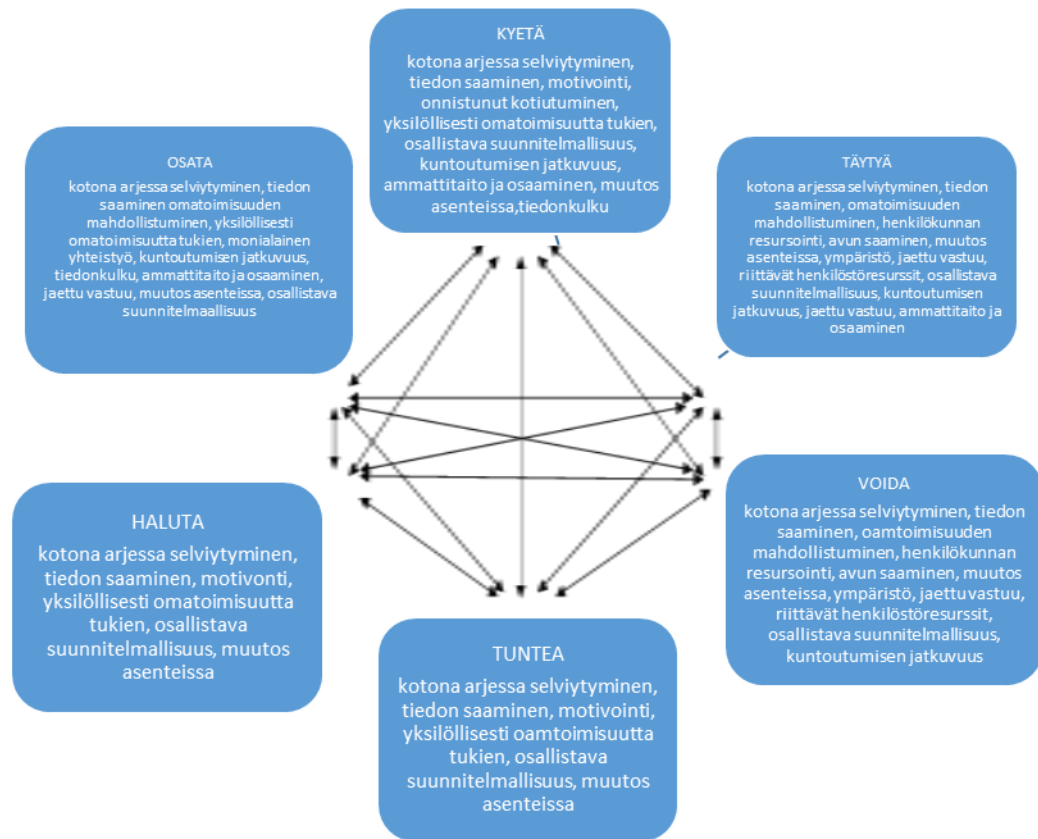 KYETÄ
kotona arjessa selviytyminen,
tiedon saaminen, motivointi,
onnistunut kotiutuminen,
yksilöllisesti omatoimisuutta tukien,
osallistava suunnitelmallisuus,
kuntoutumisen jatkuvuus,
ammattitaito ja osaaminen, muutos
asenteissa,tiedonkulku
OSATA
kotona arjessa selviytyminen, tiedon
saaminen omatoimisuuden
mahdollistuminen, yksilöllisesti
omatoimisuutta tukien, monialainen
yhteistyö, kuntoutumisen jatkuvuus,
tiedonkulku, ammattitaito ja osaaminen,
jaettu vastuu, muutos asenteissa, osallistava
suunnitelmaallisuus
TÄYTYÄ
kotona arjessa selviytyminen, tiedon
saaminen, omatoimisuuden
mahdollistuminen, henkilökunnan
resursointi, avun saaminen, muutos
asenteissa, ympäristö, jaettu vastuu,
riittävät henkilöstöresurssit, osallistava
suunnitelmallisuus, kuntoutumisen
jatkuvuus, jaettu vastuu, ammattitaito ja
osaaminen
HALUTA
kotona arjessa selviytyminen,
tiedon saaminen, motivonti,
yksilöllisesti omatoimisuutta
tukien, osallistava
suunnitelmallisuus, muutos
asenteissa
VOIDA
kotona arjessa selviytyminen, tiedon
saaminen, oamtoimisuuden
mahdollistuminen, henkilökunnan
resursointi, avun saaminen, muutos
asenteissa, ympäristö, jaettu vastuu,
riittävät henkilöstöresurssit,
osallistava suunnitelmallisuus,
kuntoutumisen jatkuvuus
TUNTEA
kotona arjessa selviytyminen,
tiedon saaminen, motivointi,
yksilöllisesti oamtoimisuutta
tukien, osallistava
suunnitelmallisuus, muutos
asenteissa